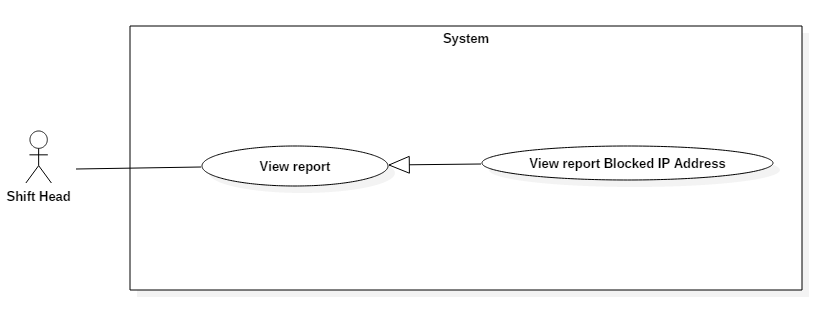 System
View report
View report Blocked IP Address
Shift Head